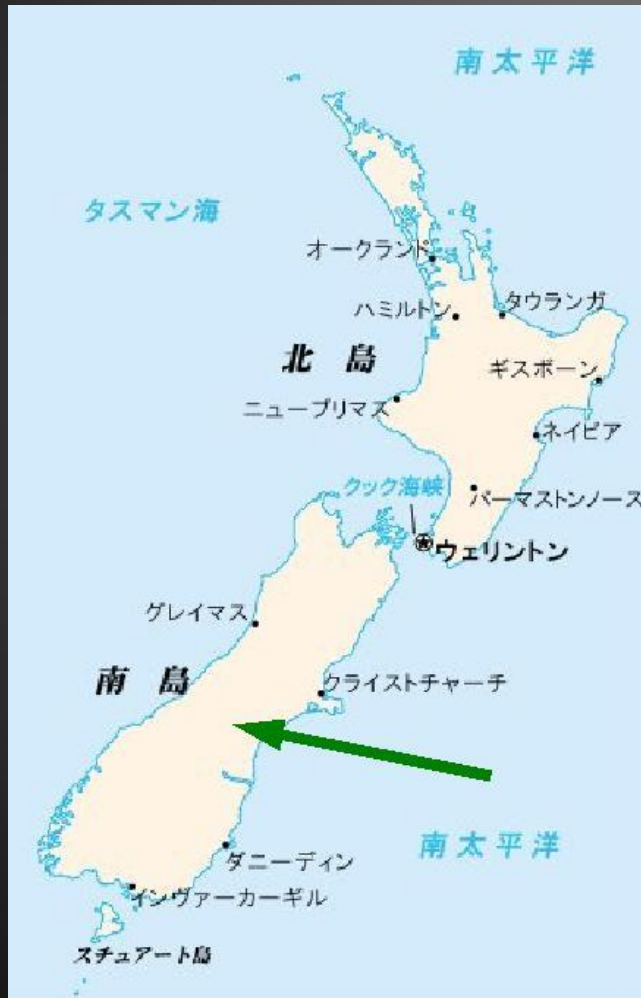 南太平洋
タスマン海
オークランド
ハミルトン
タウランガ
北島
ギスボーン
ニュープリマス
ネイピア
クック海峡
パーマストンノース
ウェリントン
グレイマス
南島
クライストチャーチ
南太平洋
ダニーディン
インヴァーカーギル
スチュアート島